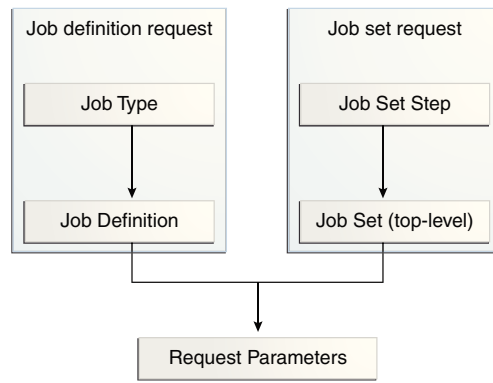 Job definition request
Job Type
Job Definition
Job set request
Job Set Step
Job Set (top-level)
Request Parameters